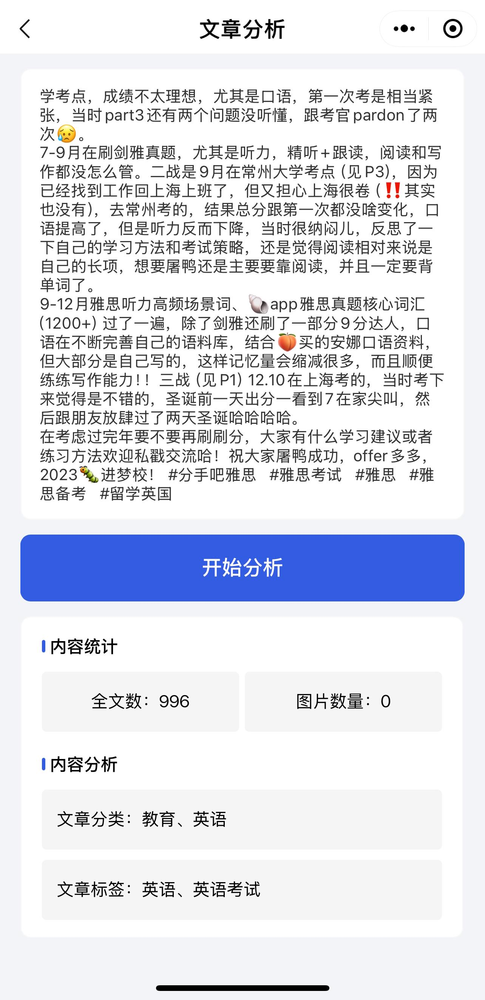 文章分析
学考点，成绩不太理想，尤其是口语，第一次考是相当紧
张，当时part3还有两个问题没听懂，跟考官pardon了两
次😥。
7-9月在刷剑雅真题，尤其是听力，精听+跟读，阅读和写
作都没怎么管。二战是9月在常州大学考点（见P3），因为
已经找到工作回上海上班了，但又担心上海很卷（‼️其实
也没有），去常州考的，结果总分跟第一次都没啥变化，口
语提高了，但是听力反而下降，当时很纳闷儿，反思了一
下自己的学习方法和考试策略，还是觉得阅读相对来说是
自己的长项，想要屠鸭还是主要要靠阅读，并且一定要背
单词了。
9-12月雅思听力高频场景词、🐚app雅思真题核心词汇
（1200+）过了一遍，除了剑雅还刷了一部分9分达人，口
语在不断完善自己的语料库，结合🍑买的安娜口语资料，
但大部分是自己写的，这样记忆量会缩减很多，而且顺便
练练写作能力！！三战（见P1）12.10在上海考的，当时考下
来觉得是不错的，圣诞前一天出分一看到7在家尖叫，然
后跟朋友放肆过了两天圣诞哈哈哈哈。
在考虑过完年要不要再刷刷分，大家有什么学习建议或者
练习方法欢迎私戳交流哈！祝大家屠鸭成功，offer多多，
2023🐛进梦校！ #分手吧雅思 #雅思考试 #雅思 #雅
思备考 #留学英国
开始分析
内容统计
全文数：996
图片数量：0
内容分析
文章分类：教育、英语
文章标签：英语、英语考试